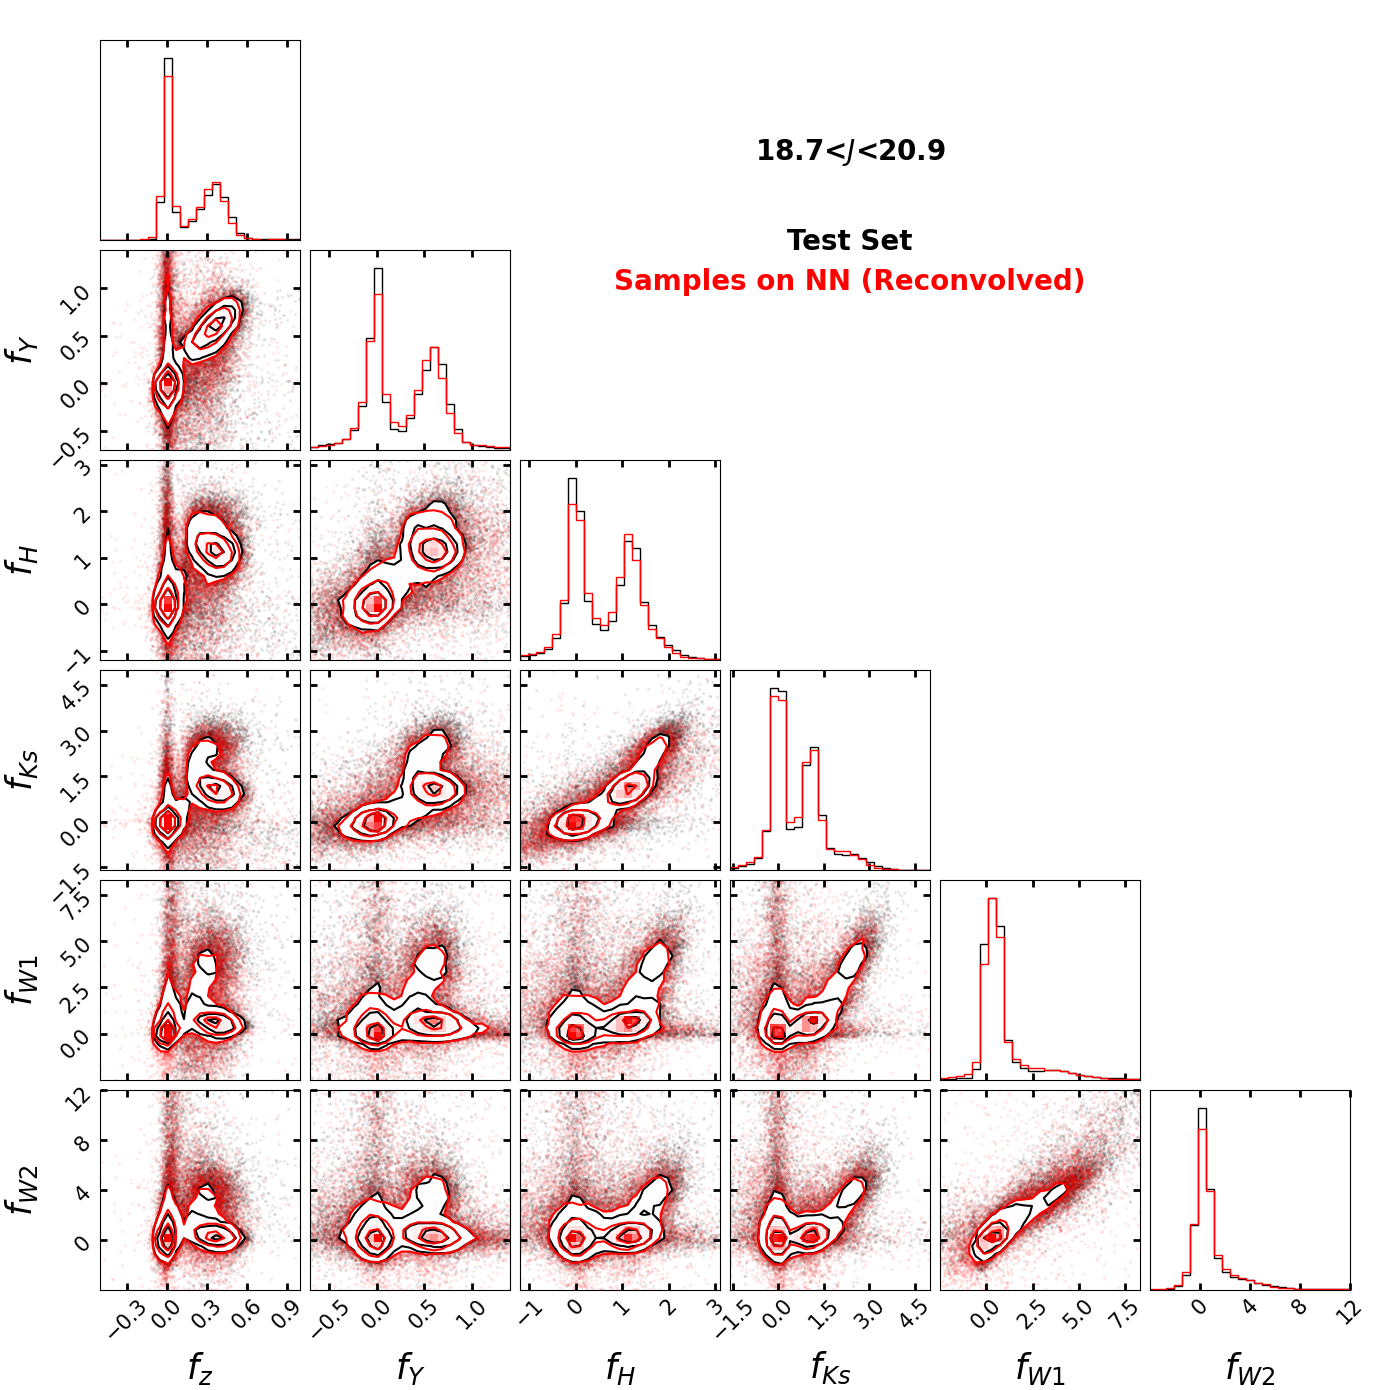 18.7<J<20.9
Test Set
Samples on NN (Reconvolved)
f_Y
1.0
0.5
0.0
−0.5
f_H
3
2
1
0
−1
f_Ks
4.5
3.0
1.5
0.0
−1.5
f_W1
7.5
5.0
2.5
0.0
f_W2
12
8
4
0
−0.3 0.0 0.3 0.6 0.9
−0.5 0.0 0.5 1.0
−1 0 1 2 3
−1.5 0.0 1.5 3.0 4.5
0.0 2.5 5.0 7.5
0 4 8 12
f_z f_Y f_H f_Ks f_W1 f_W2